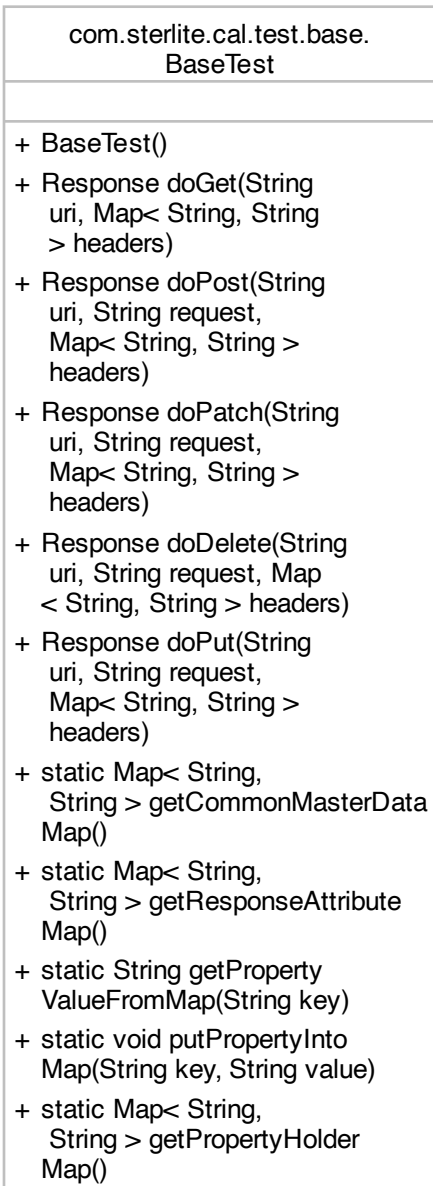 com.sterlite.cal.test.base.
BaseTest
+ BaseTest()
+ Response doGet(String
uri, Map< String, String
> headers)
+ Response doPost(String
uri, String request,
Map< String, String >
headers)
+ Response doPatch(String
uri, String request,
Map< String, String >
headers)
+ Response doDelete(String
uri, String request, Map
< String, String > headers)
+ Response doPut(String
uri, String request,
Map< String, String >
headers)
+ static Map< String,
String > getCommonMasterData
Map()
+ static Map< String,
String > getResponseAttribute
Map()
+ static String getProperty
ValueFromMap(String key)
+ static void putPropertyInto
Map(String key, String value)
+ static Map< String,
String > getPropertyHolder
Map()